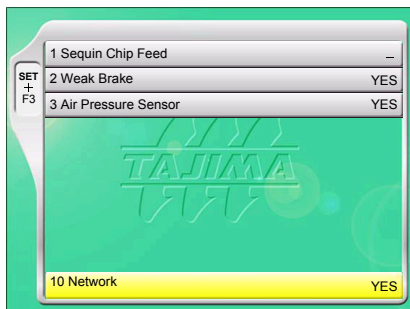 1 Sequin Chip Feed –
SET
+
F3
2 Weak Brake YES
3 Air Pressure Sensor YES
TAJIMA
10 Network YES